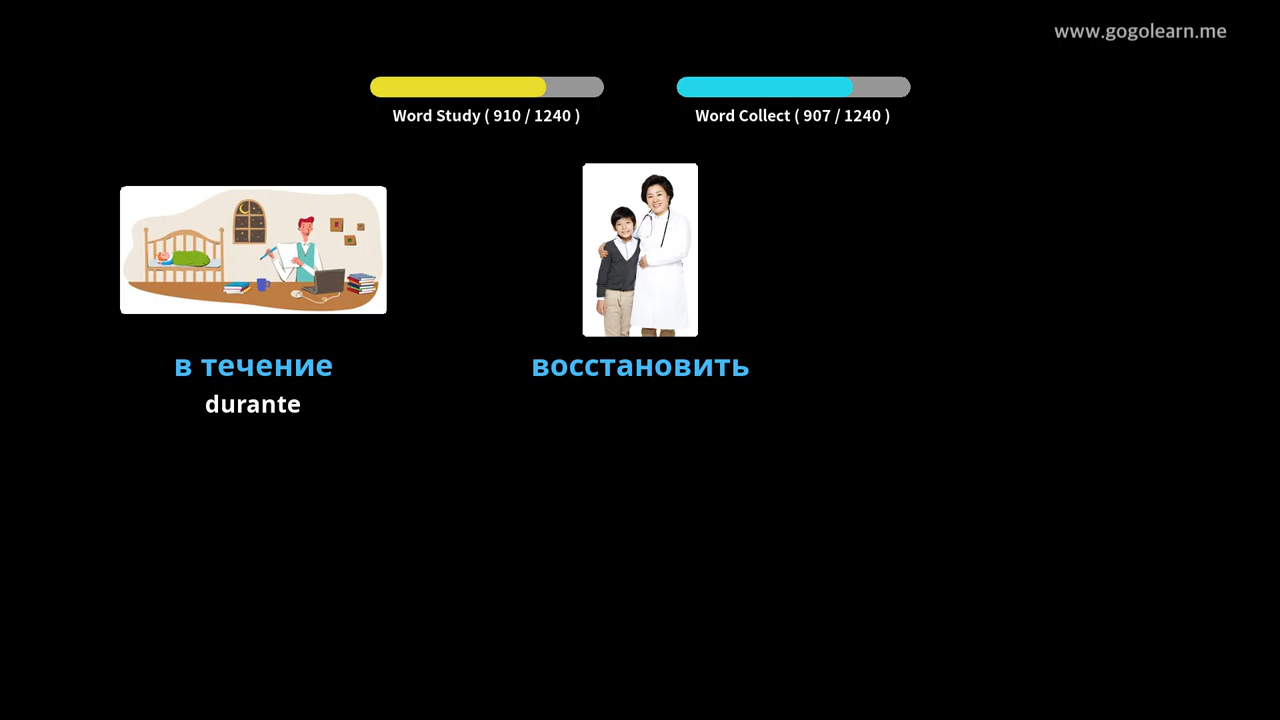 www.gogolearn.me
Word Study ( 910 / 1240 )
Word Collect ( 907 / 1240 )
в течение
durante
восстановить